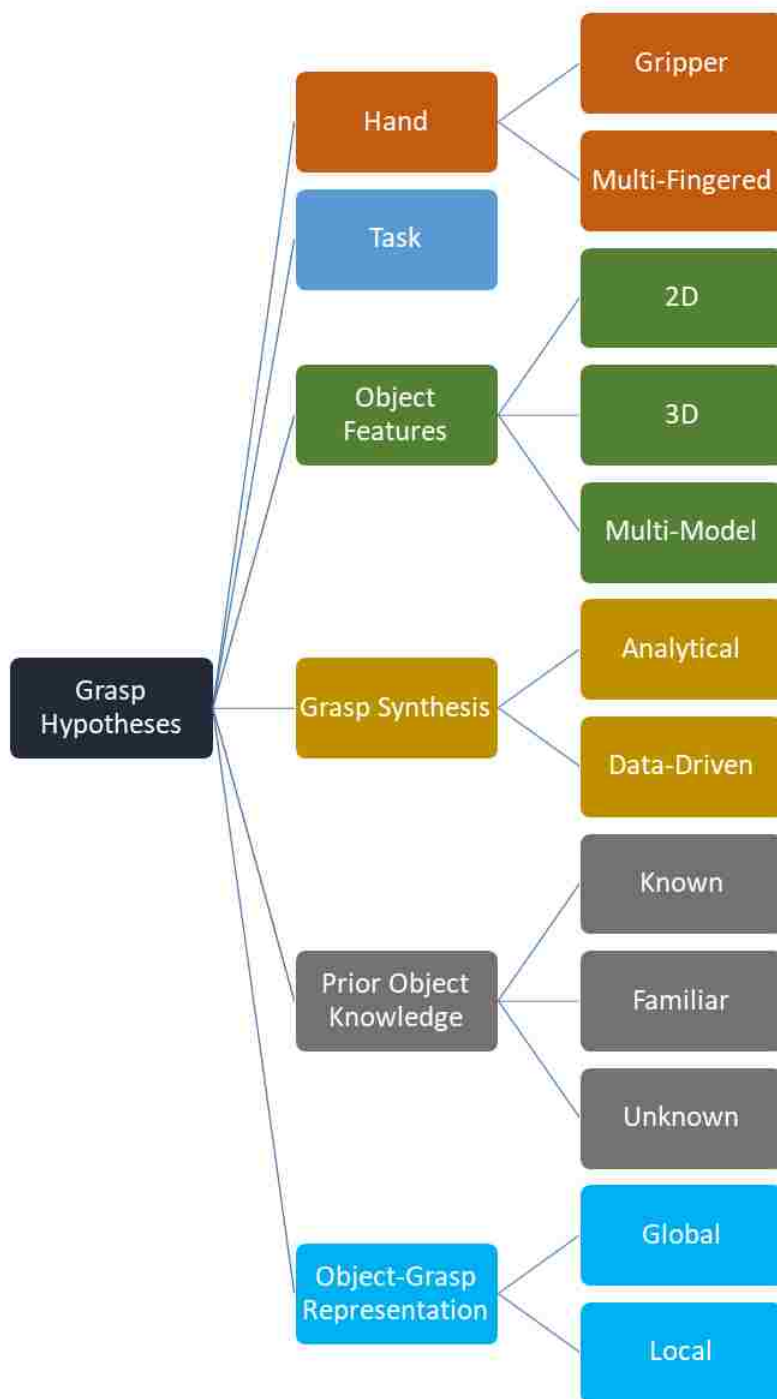 Grasp
Hypotheses
Hand
Gripper
Multi-Fingered
Task
Object
Features
2D
3D
Multi-Model
Grasp Synthesis
Analytical
Data-Driven
Prior Object
Knowledge
Known
Familiar
Unknown
Object-Grasp
Representation
Global
Local